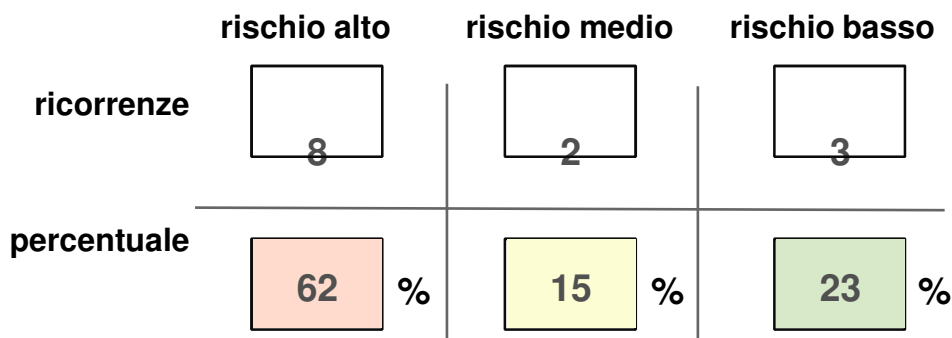 rischio alto rischio medio rischio basso
ricorrenze
8 2 3
percentuale
62 % 15 % 23 %